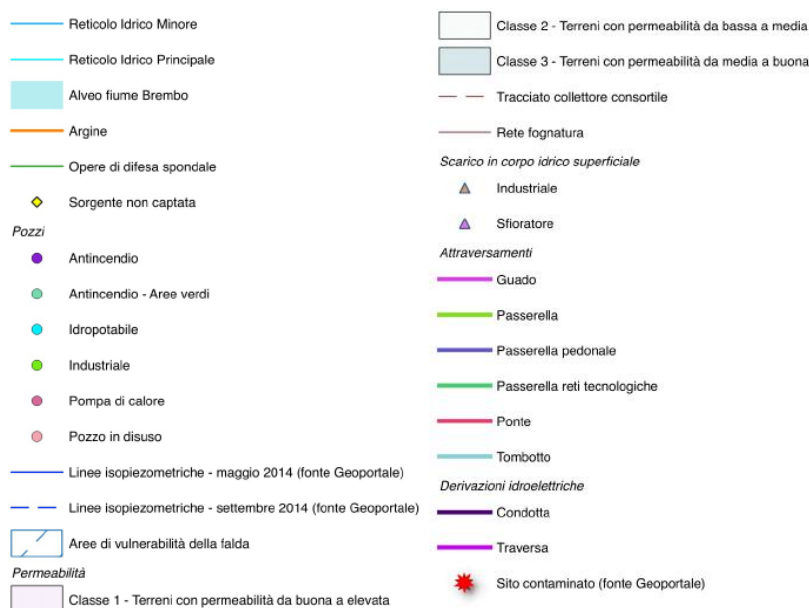 Reticolo Idrico Minore
Reticolo Idrico Principale
Alveo fiume Brembo
Argine
Opere di difesa spondale
Sorgente non captata
Pozzi
Antincendio
Antincendio - Aree verdi
Idropotabile
Industriale
Pompa di calore
Pozzo in disuso
Linee isopiezometriche - maggio 2014 (fonte Geoportale)
Linee isopiezometriche - settembre 2014 (fonte Geoportale)
Aree di vulnerabilità della falda
Permeabilità
Classe 1 - Terreni con permeabilità da buona a elevata
Classe 2 - Terreni con permeabilità da bassa a media
Classe 3 - Terreni con permeabilità da media a buona
Tracciato collettore consortile
Rete fognatura
Scarico in corpo idrico superficiale
Industriale
Sfioratore
Attraversamenti
Guado
Passerella
Passerella pedonale
Passerella reti tecnologiche
Ponte
Tombotto
Derivazioni idroelettriche
Condotta
Traversa
Sito contaminato (fonte Geoportale)